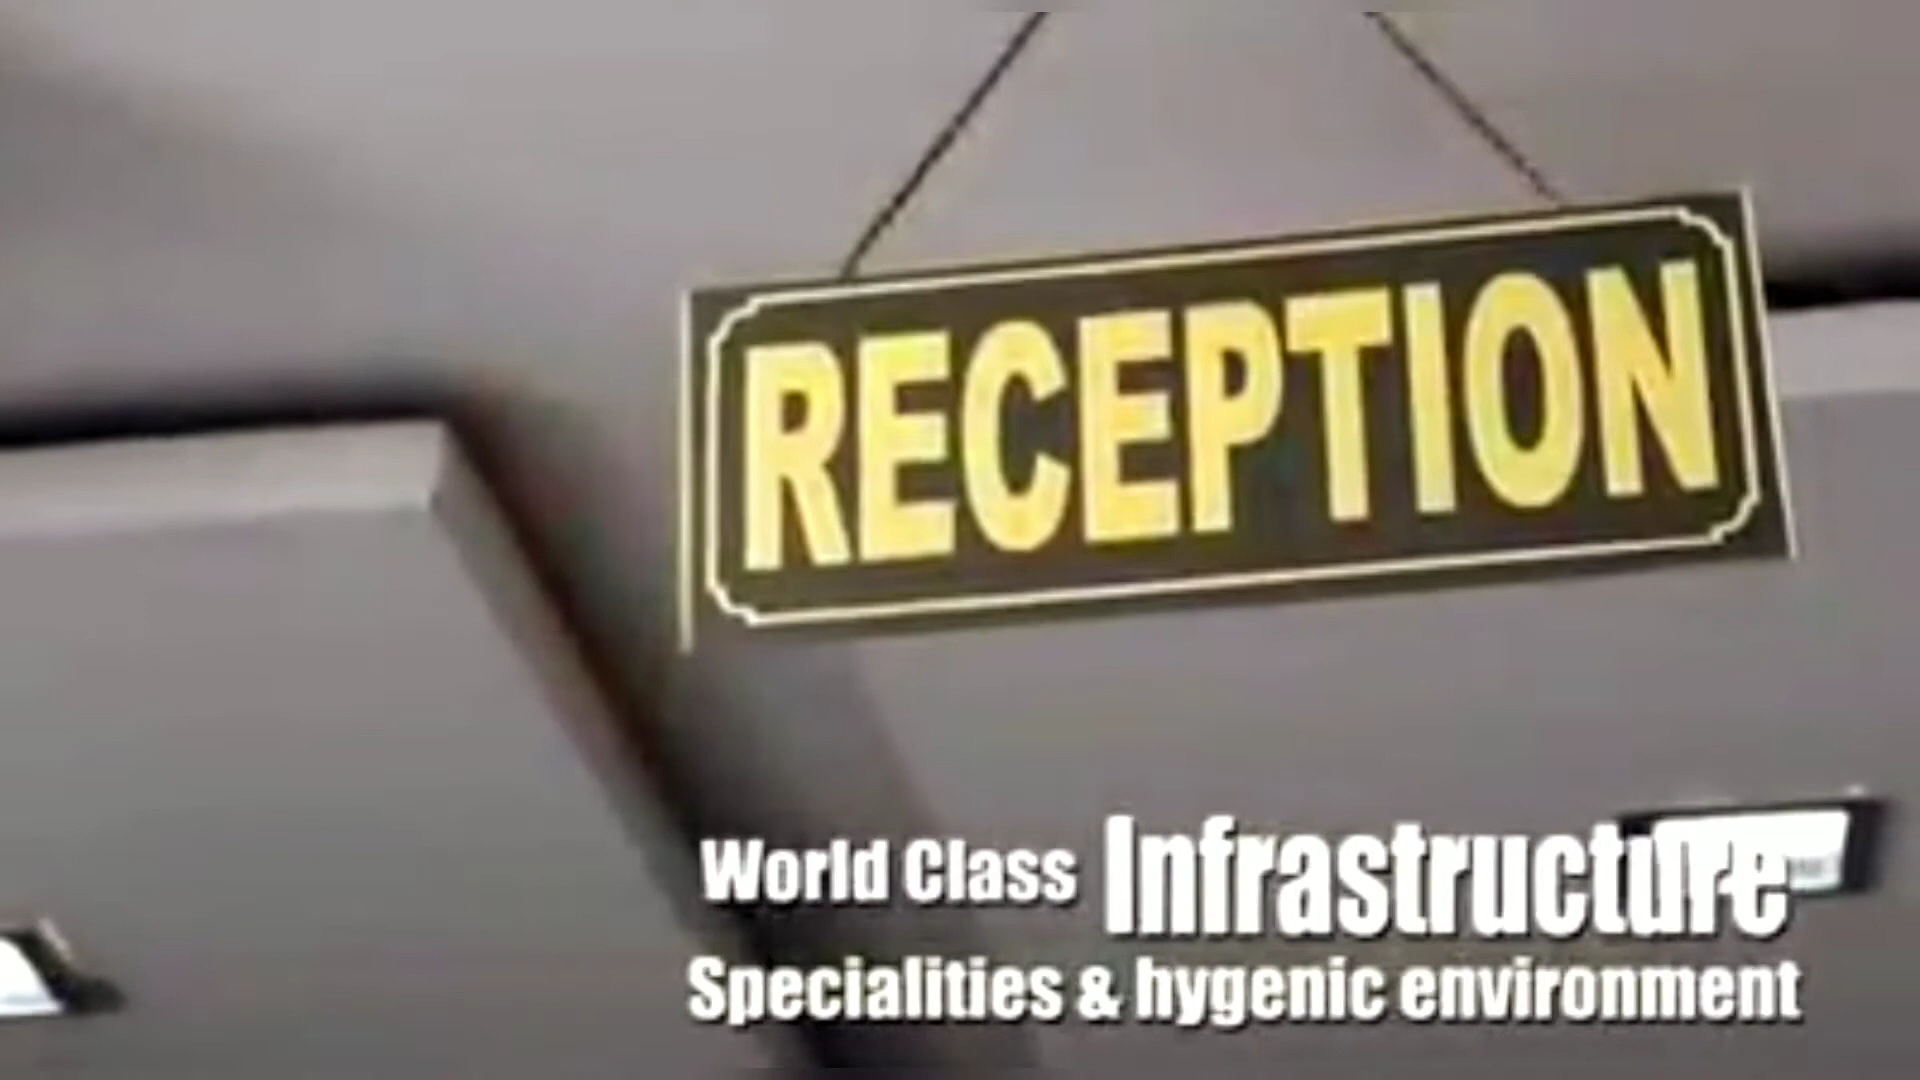 RECEPTION
World Class Infrastructure
Specialities & hygenic environment